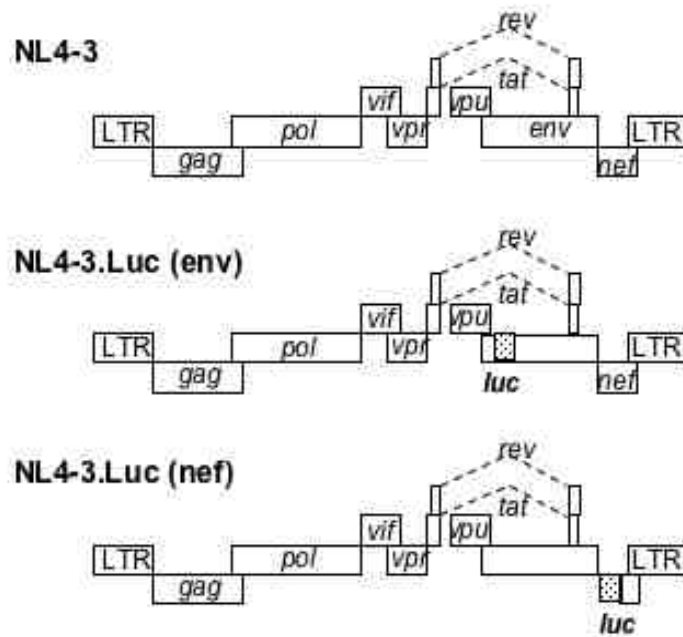 NL4-3
rev
tat
vif
vpu
LTR
pol
vpr
env
LTR
gag
nef
NL4-3.Luc (env)
rev
tat
vif
vpu
LTR
pol
vpr
LTR
gag
luc
nef
NL4-3.Luc (nef)
rev
tat
vif
vpu
LTR
pol
vpr
LTR
gag
luc